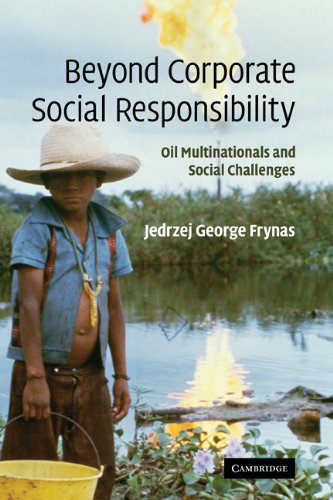 Beyond Corporate
Social Responsibility
Oil Multinationals and
Social Challenges
Jedrzej George Frynas
CAMBRIDGE